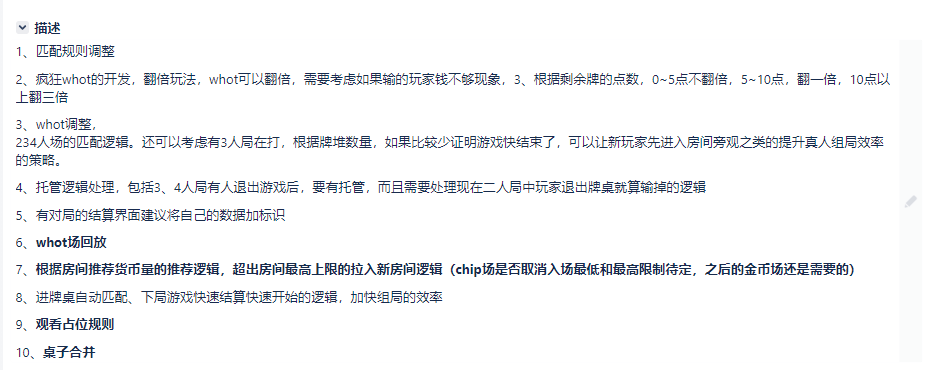 描述
1、匹配规则调整
2、疯狂whot的开发，翻倍玩法，whot可以翻倍，需要考虑如果输的玩家钱不够现象，3、根据剩余牌的点数，0~5点不翻倍，5~10点，翻一倍，10点以
上翻三倍
3、whot调整，
234人场的匹配逻辑。还可以考虑有3人局在打，根据牌堆数量，如果比较少证明游戏快结束了，可以让新玩家先进入房间旁观之类的提升真人组局效率
的策略。
4、托管逻辑处理，包括3、4人局有人退出游戏后，要有托管，而且需要处理现在二人局中玩家退出牌桌就算输掉的逻辑
5、有对局的结算界面建议将自己的数据加标识
6、whot场回放
7、根据房间推荐货币量的推荐逻辑，超出房间最高上限的拉入新房间逻辑（chip场是否取消入场最低和最高限制待定，之后的金币场还是需要的）
8、进牌桌自动匹配、下局游戏快速结算快速开始的逻辑，加快组局的效率
9、观看占位规则
10、桌子合并